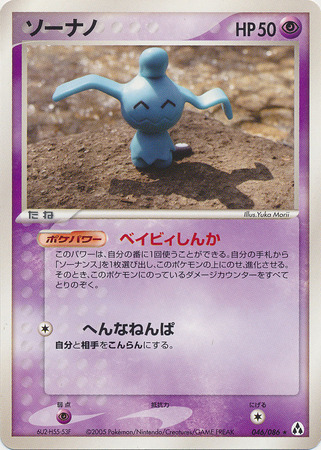 ソーナノ HP50
Illus.Yuka Morii
たね
ポケパワー ベイビィしんか
このパワーは、自分の番に1回使うことができる。自分の手札から
「ソーナンス」を1枚選び出し、このポケモンの上にのせ、進化させる。
そのとき、このポケモンにのっているダメージカウンターをすべて
とりのぞく。
へんなねんぱ
自分と相手をこんらんにする。
弱点 抵抗力 にげる
6U2-H5S-53F ©2005 Pokémon/Nintendo/Creatures/GAME FREAK. 046/086 ●